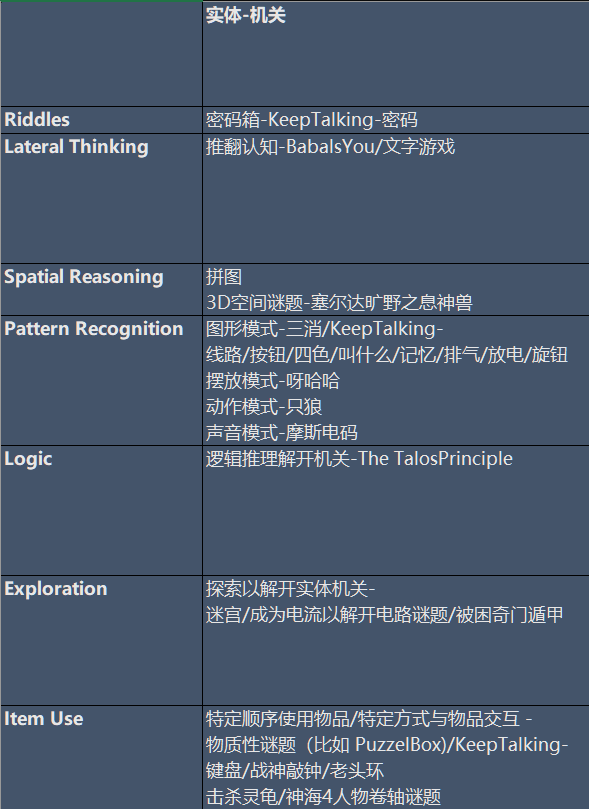 实体-机关
Riddles
密码箱-KeepTalking-密码
Lateral Thinking
推翻认知-BabaIsYou/文字游戏
Spatial Reasoning
拼图
3D空间谜题-塞尔达旷野之息神兽
Pattern Recognition
图形模式-三消/KeepTalking-
线路/按钮/四色/叫什么/记忆/排气/放电/旋钮
摆放模式-呀哈哈
动作模式-只狼
声音模式-摩斯电码
Logic
逻辑推理解开机关-The TalosPrinciple
Exploration
探索以解开实体机关-
迷宫/成为电流以解开电路谜题/被困奇门遁甲
Item Use
特定顺序使用物品/特定方式与物品交互 -
物质性谜题（比如 PuzzelBox)/KeepTalking-
键盘/战神敲钟/老头环
击杀灵龟/神海4人物卷轴谜题